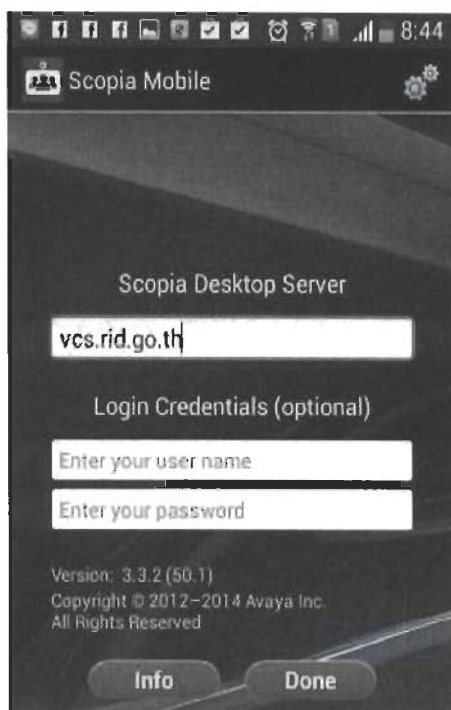 8:44
Scopia Mobile
Scopia Desktop Server
vcs.rid.go.th
Login Credentials (optional)
Enter your user name
Enter your password
Version: 3.3.2 (50.1)
Copyright © 2012–2014 Avaya Inc.
All Rights Reserved
Info Done